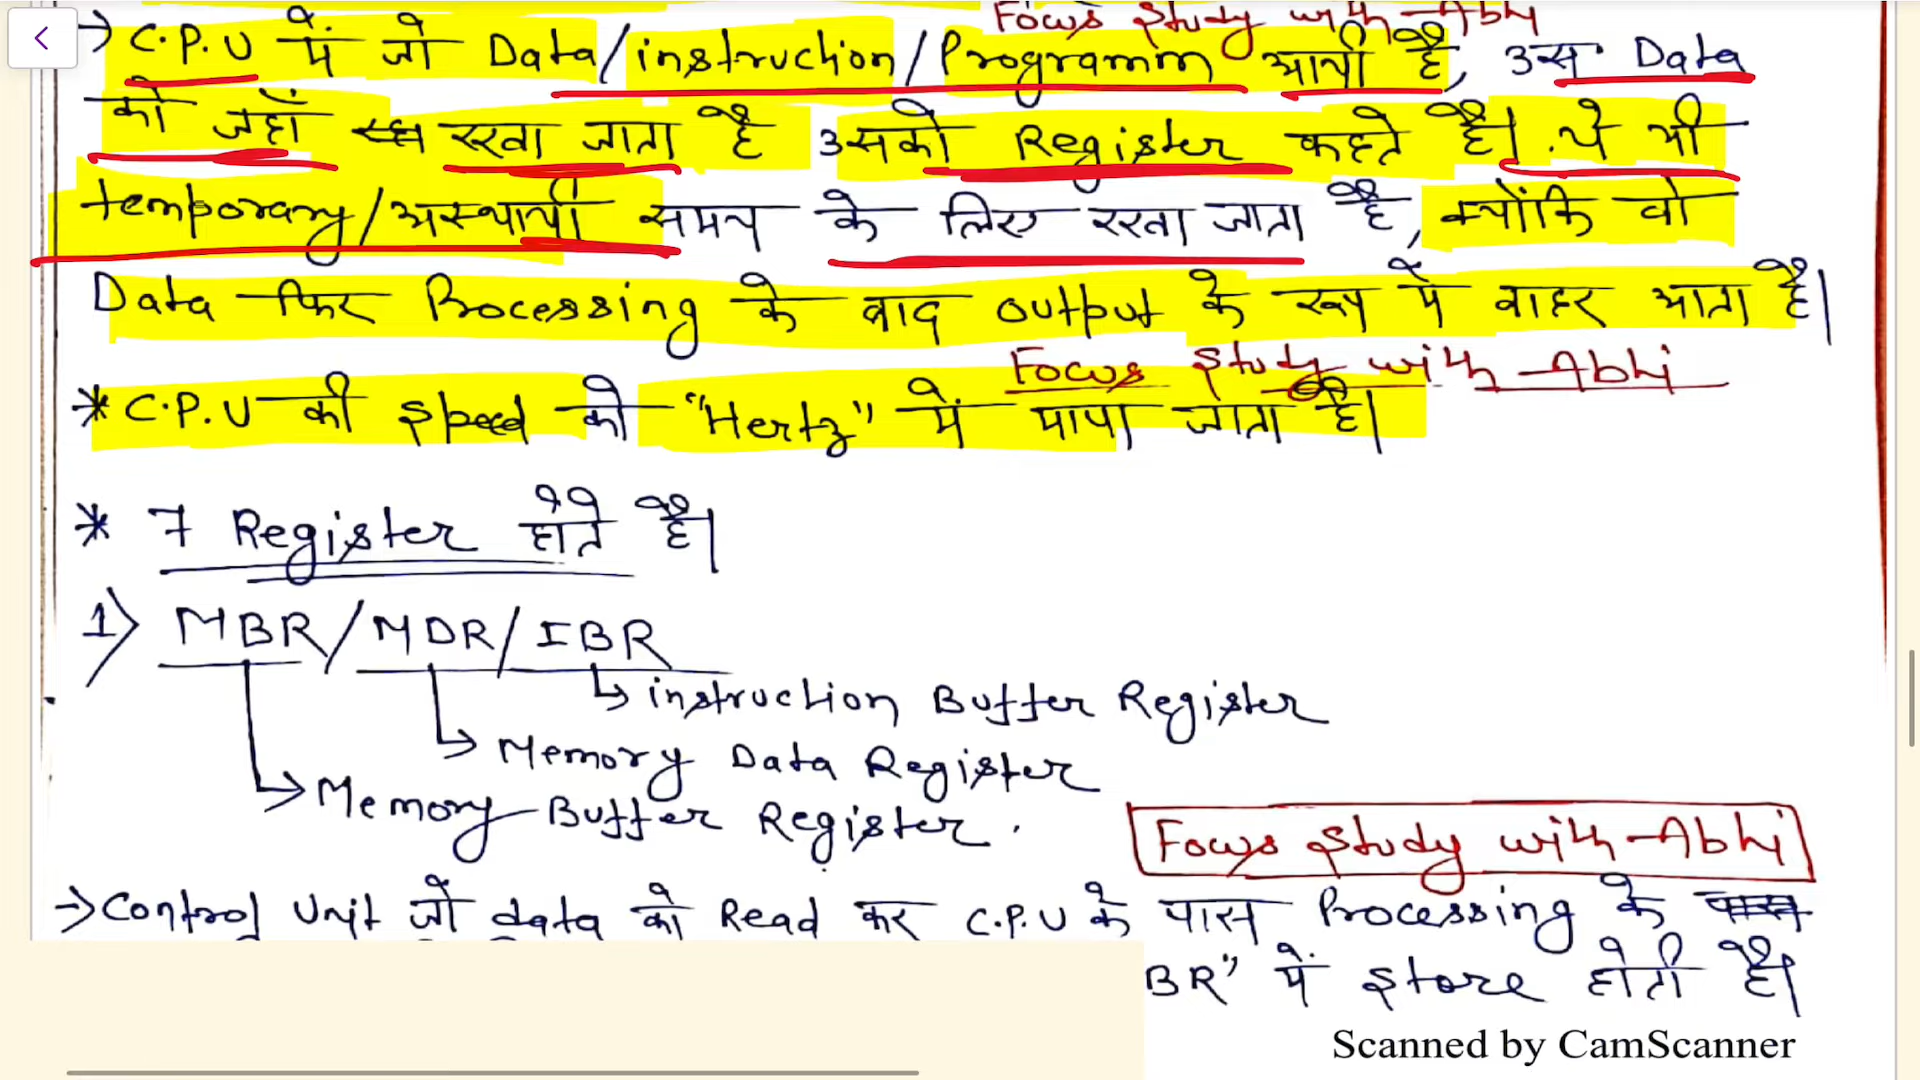 Focus Study with Abhi
→ C.P.U में जो Data/instruction/Programm आती है, उस Data
को जहाँ रखा जाता है उसको Register कहते है। ये भी
temporary/अस्थायी समय के लिए रखा जाता है, क्योंकि वो
Data फिर Processing के बाद output के रूप में बाहर आता है।
Focus Study with Abhi
* C.P.U की speed को "Hertz" में मापा जाता है।
* 7 Register होते है।
1) MBR/MDR/IBR
↳ instruction Buffer Register
↳ Memory Data Register
↳ Memory Buffer Register.
Focus Study with Abhi
→ Control Unit जो data को Read कर C.P.U के पास Processing के
BR" में store होती है।
Scanned by CamScanner